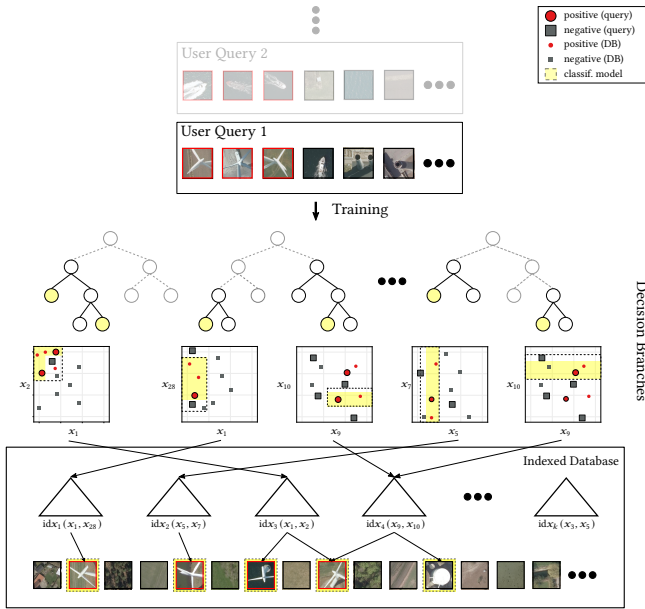 positive (query)
negative (query)
positive (DB)
negative (DB)
classif. model
User Query 2
User Query 1
Training
Decision Branches
x₂
x₁
x₂₈
x₁
x₁₀
x₉
x₇
x₅
x₁₀
x₉
Indexed Database
idx₁ (x₁, x₂₈)
idx₂ (x₅, x₇)
idx₃ (x₁, x₂)
idx₄ (x₉, x₁₀)
idxₖ (x₃, x₅)